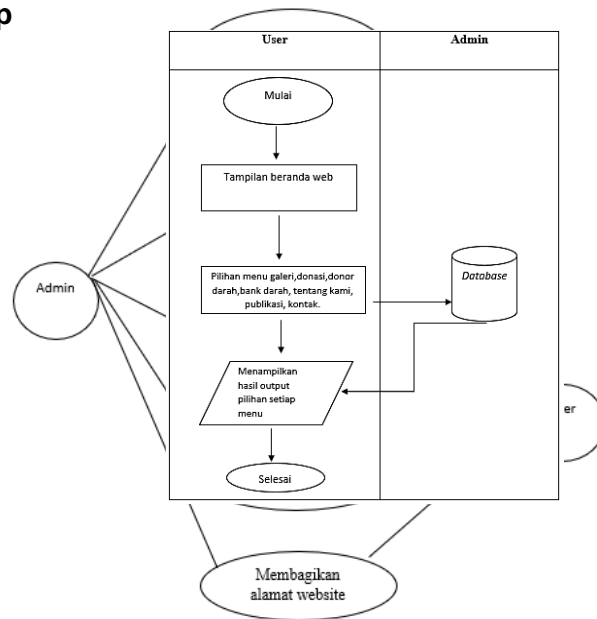 p
User
Admin
Mulai
Tampilan beranda web
Pilihan menu galeri,donasi,donor
darah,bank darah, tentang kami,
publikasi, kontak.
Database
Admin
Menampilkan
hasil output
pilihan setiap
menu
er
Selesai
Membagikan
alamat website